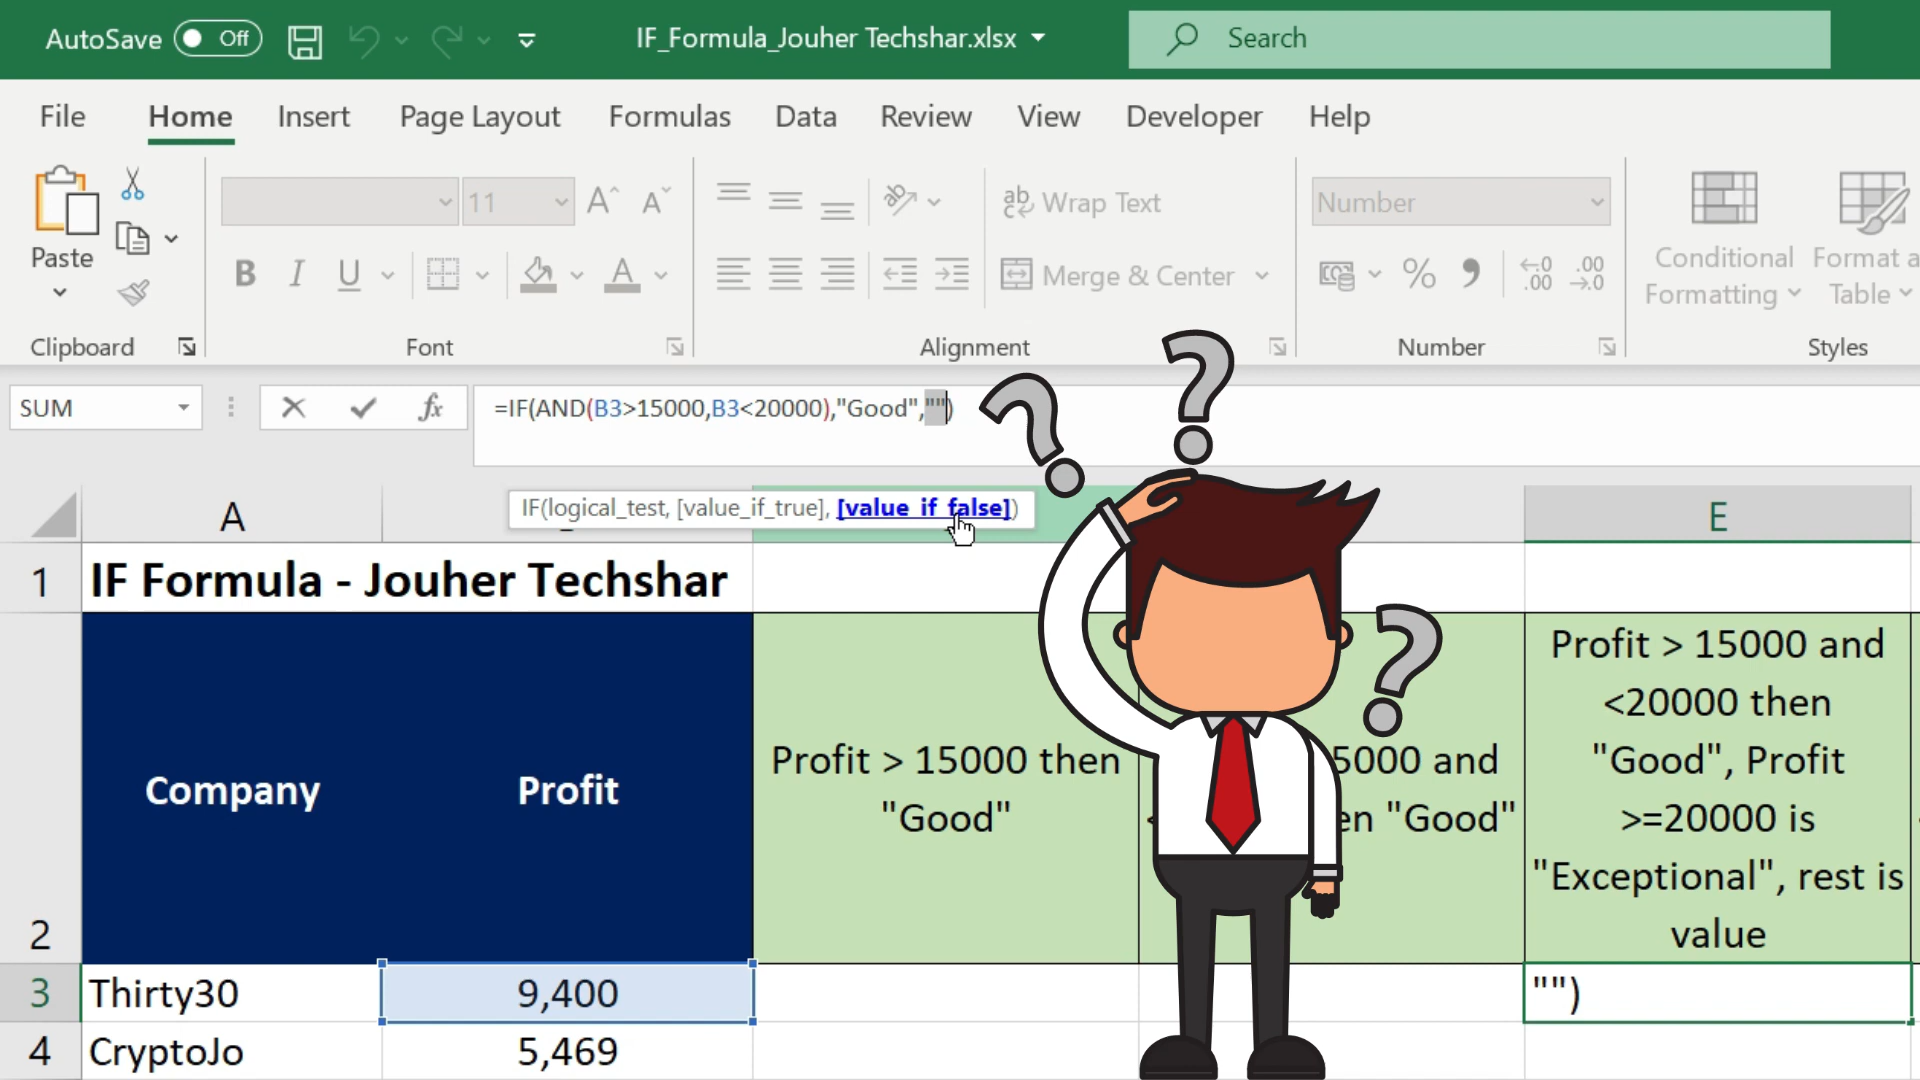 AutoSave Off IF_Formula_Jouher Techshar.xlsx Search
File Home Insert Page Layout Formulas Data Review View Developer Help
Paste
11
B I U
Wrap Text
Merge & Center
Number
Conditional Formatting
Format a
Table
Clipboard Font Alignment Number Styles
SUM fx =IF(AND(B3>15000,B3<20000),"Good","")
IF(logical_test, [value_if_true], [value_if_false])
A E
1 IF Formula - Jouher Techshar
2 Company Profit
Profit > 15000 then
"Good"
5000 and
en "Good"
Profit > 15000 and
<20000 then
"Good", Profit
>=20000 is
"Exceptional", rest is
value
3 Thirty30 9,400 "")
4 CryptoJo 5,469
? ? ?